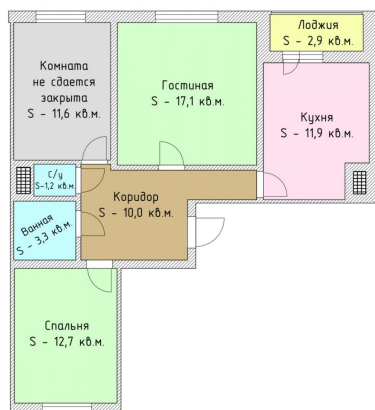 Лоджия
S - 2,9 кв.м.
Комната
не сдается
закрыта
S - 11,6 кв.м.
Гостиная
S - 17,1 кв.м.
Кухня
S - 11,9 кв.м.
С/у
S-1,2 кв.м.
Коридор
S - 10,0 кв.м.
Ванная
S - 3,3 кв.м.
Спальня
S - 12,7 кв.м.